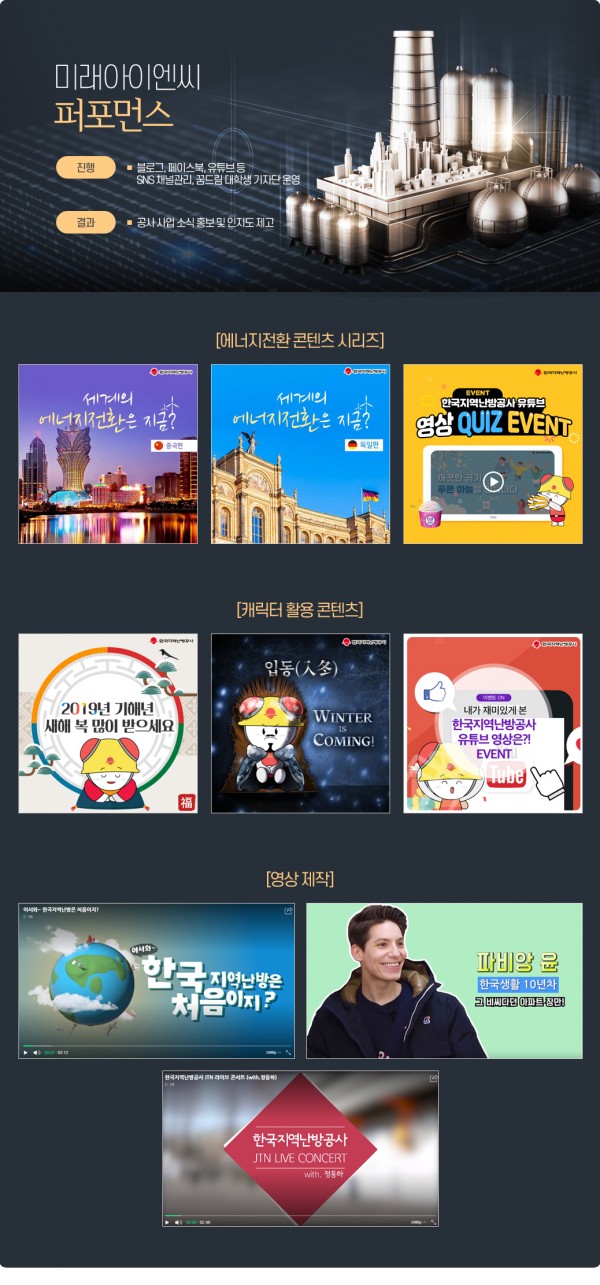 미래아이엔씨
퍼포먼스
진행
블로그, 페이스북, 유튜브 등
SNS 채널관리, 꿈드림 대학생 기자단 운영
결과
공사 사업 소식 홍보 및 인지도 제고
[에너지전환 콘텐츠 시리즈]
한국지역난방공사
세계의
에너지전환은 지금?
중국편
한국지역난방공사
세계의
에너지전환은 지금?
독일편
한국지역난방공사
EVENT
한국지역난방공사 유튜브
영상 QUIZ EVENT
깨끗한 공기
푸른 하늘
[캐릭터 활용 콘텐츠]
한국지역난방공사
2019년 기해년
새해 복 많이 받으세요
福
한국지역난방공사
입동(入冬)
WINTER
IS
COMING!
한국지역난방공사
이벤트 ON
내가 재미있게 본
한국지역난방공사
유튜브 영상은?!
EVENT
Tube
[영상 제작]
어서와~ 한국지역난방은 처음이지?
어서와~
한국지역난방은
처음이지?
1080p
파비앙 윤
한국생활 10년차
그 비싸다던 아파트 장만!
한국지역난방공사 JTN 라이브 콘서트 (with.정동하)
한국지역난방공사
JTN LIVE CONCERT
with. 정동하
1080p